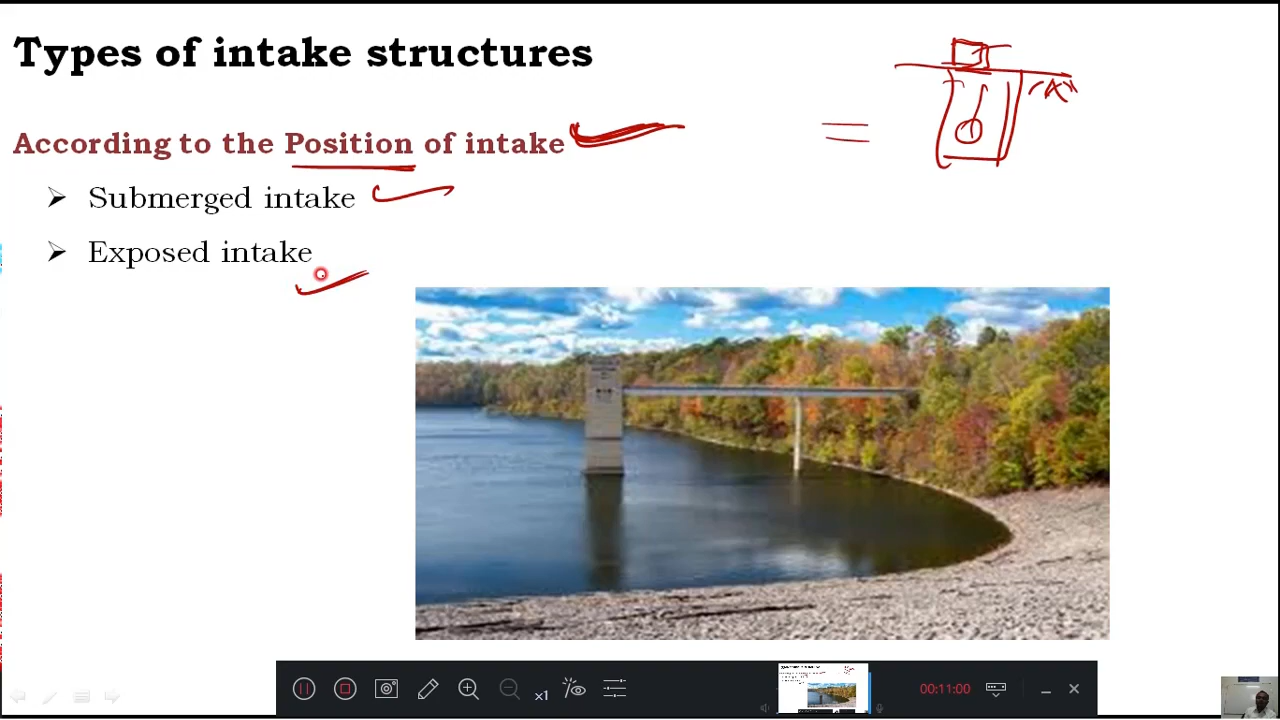 Types of intake structures
According to the Position of intake
Submerged intake
Exposed intake
x1
00:11:00